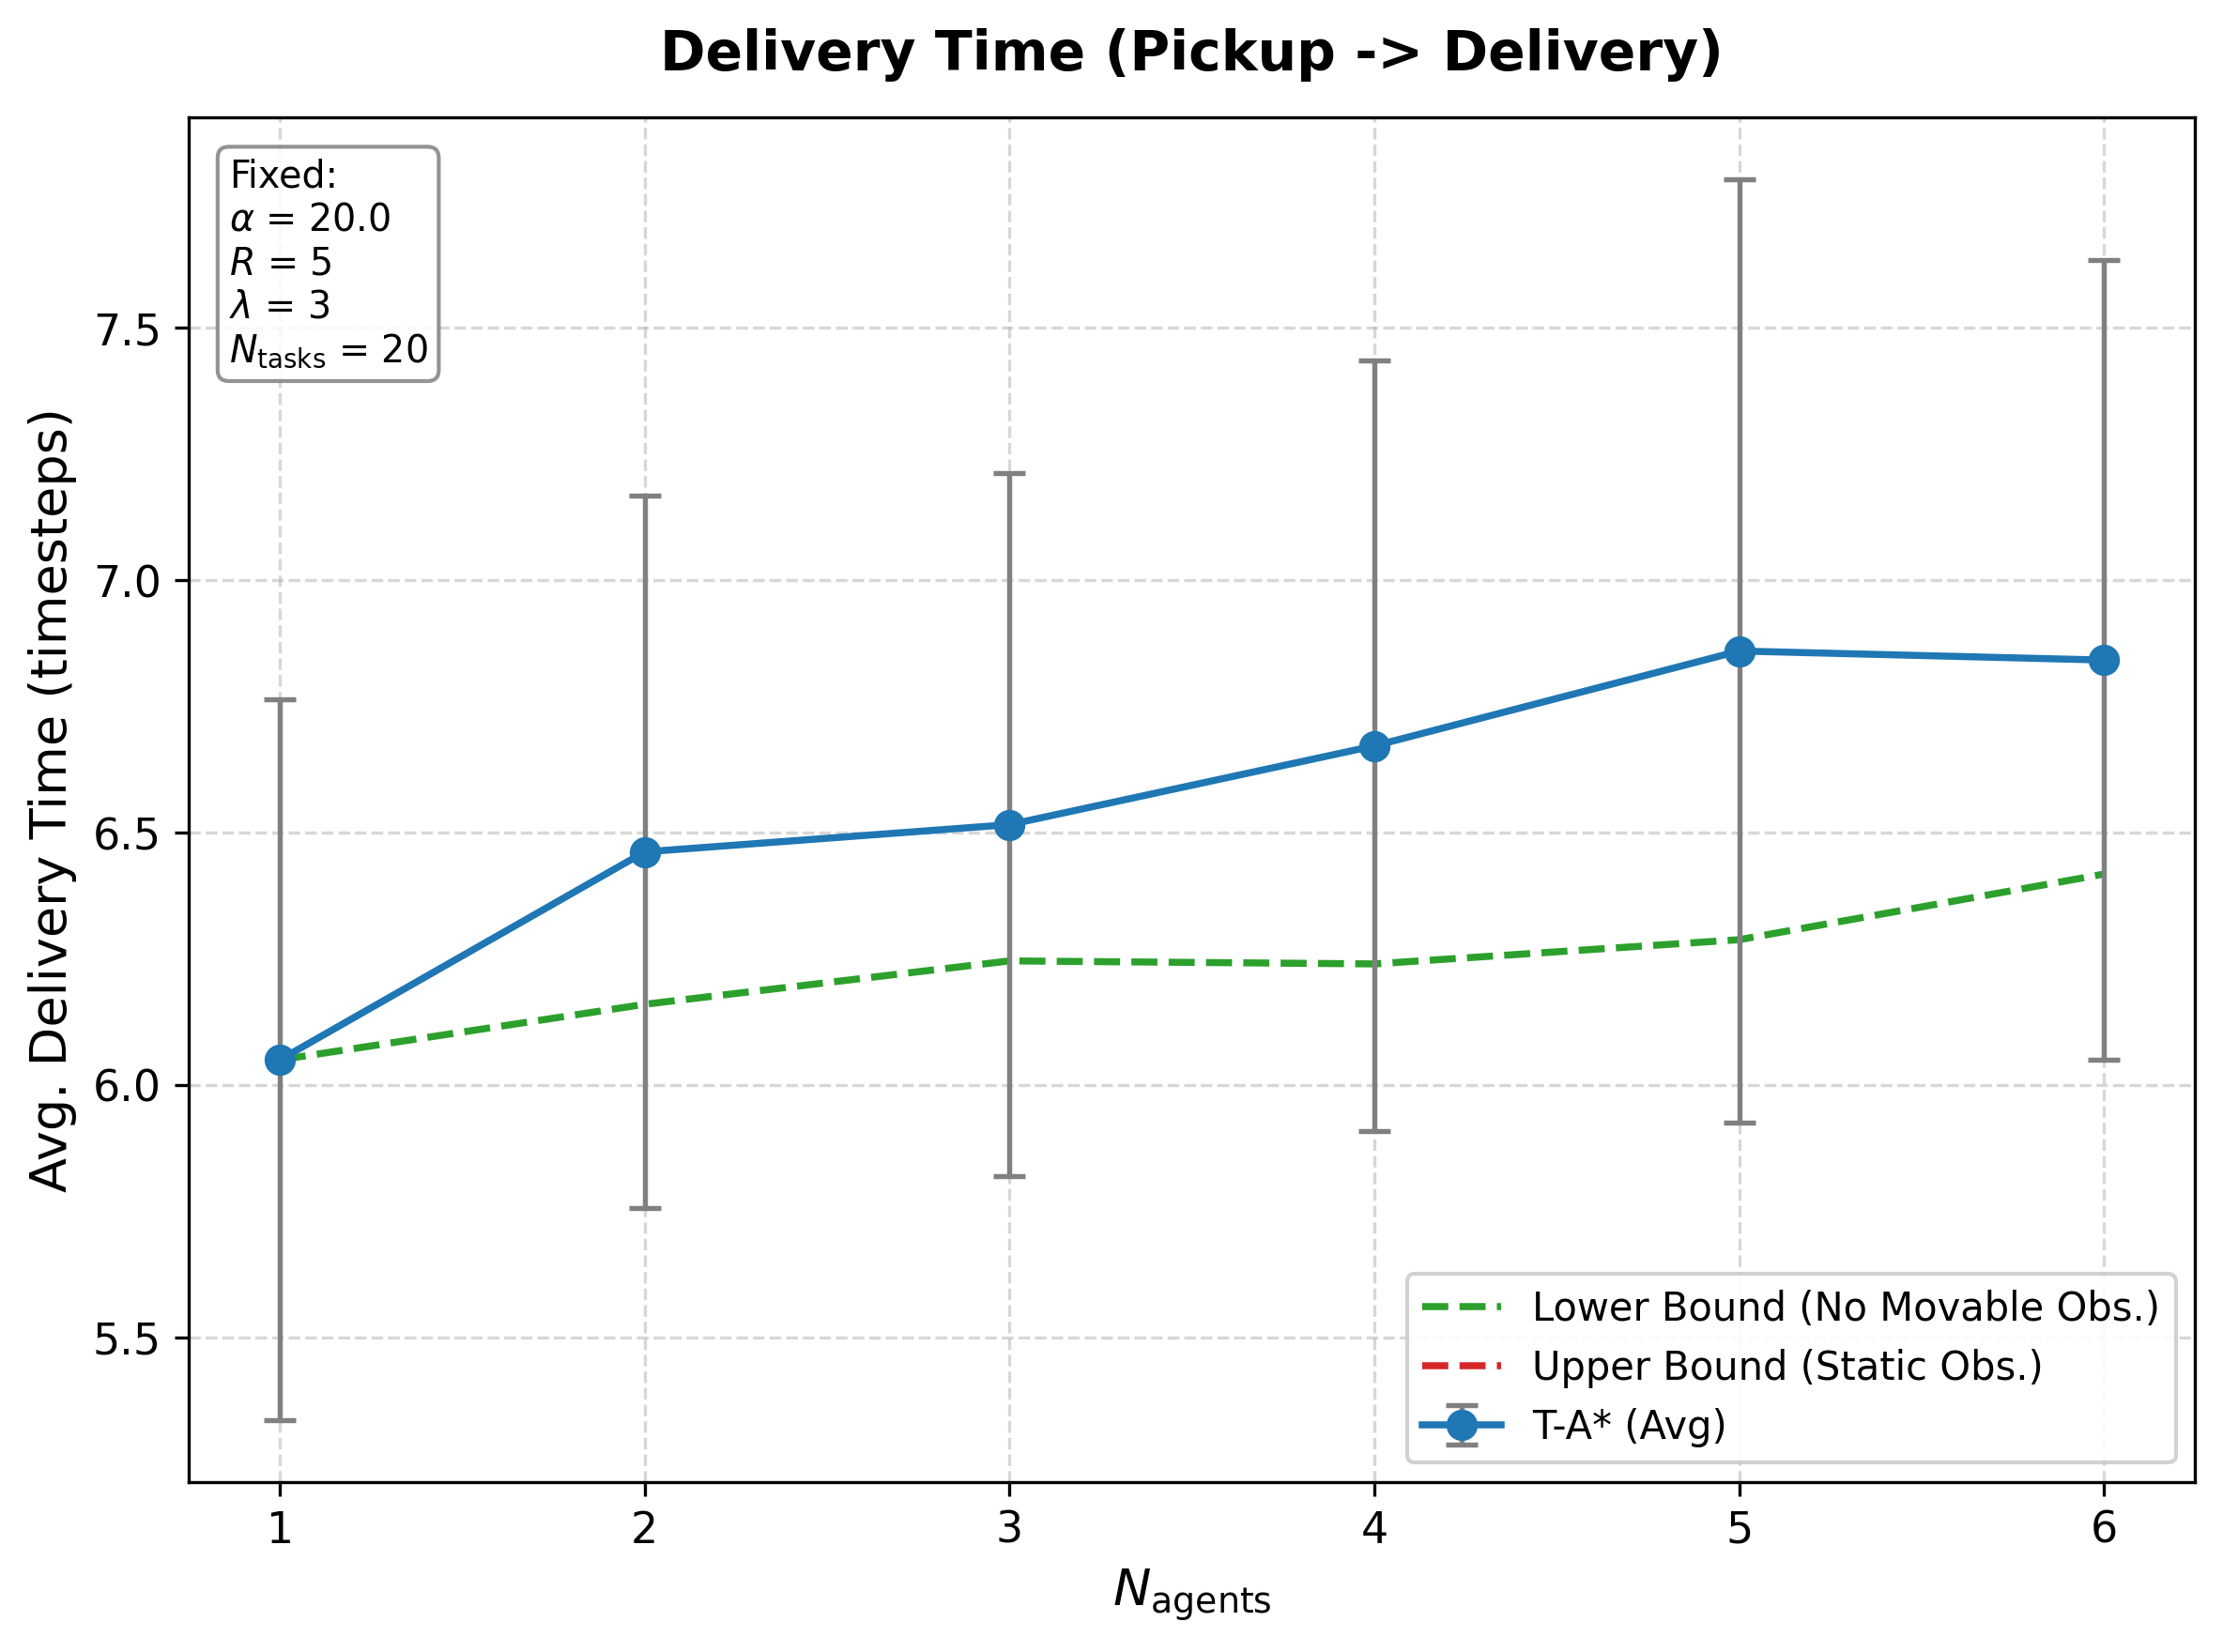 Delivery Time (Pickup -> Delivery)
Fixed:
α = 20.0
R = 5
λ = 3
N_tasks = 20
Avg. Delivery Time (timesteps)
7.5
7.0
6.5
6.0
5.5
Lower Bound (No Movable Obs.)
Upper Bound (Static Obs.)
T-A* (Avg)
1 2 3 4 5 6
N_agents